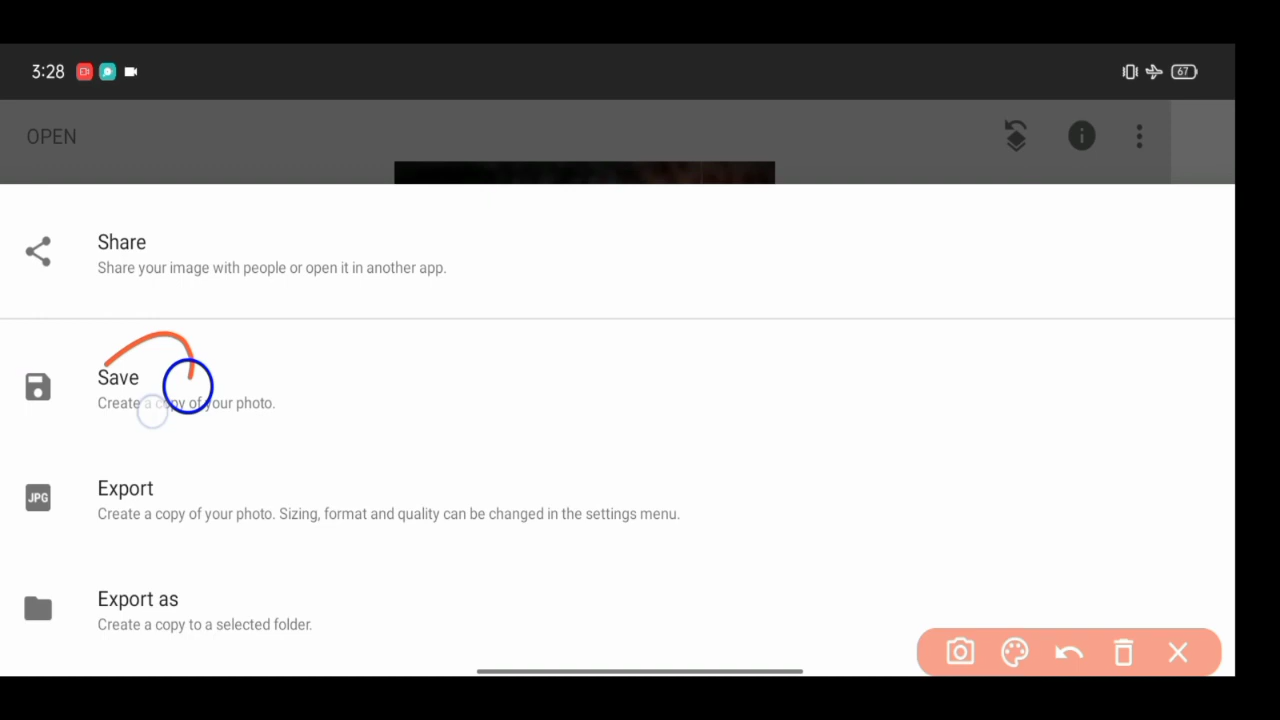 3:28
67
OPEN
Share
Share your image with people or open it in another app.
Save
Create a copy of your photo.
JPG
Export
Create a copy of your photo. Sizing, format and quality can be changed in the settings menu.
Export as
Create a copy to a selected folder.